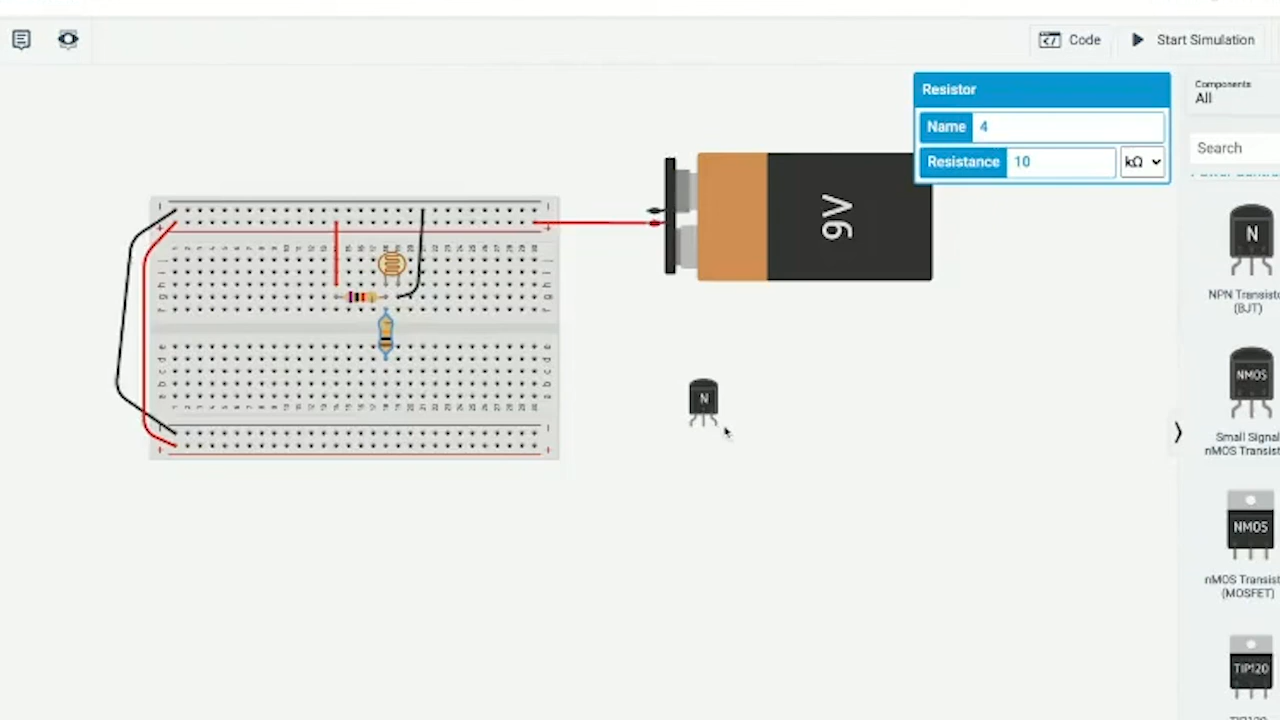 Code
Start Simulation
Resistor
Name 4
Resistance 10 kΩ
Components
All
Search
9V
N
N
NPN Transisto
(BJT)
NMOS
Small Signal
nMOS Transist
NMOS
nMOS Transist
(MOSFET)
TIP120